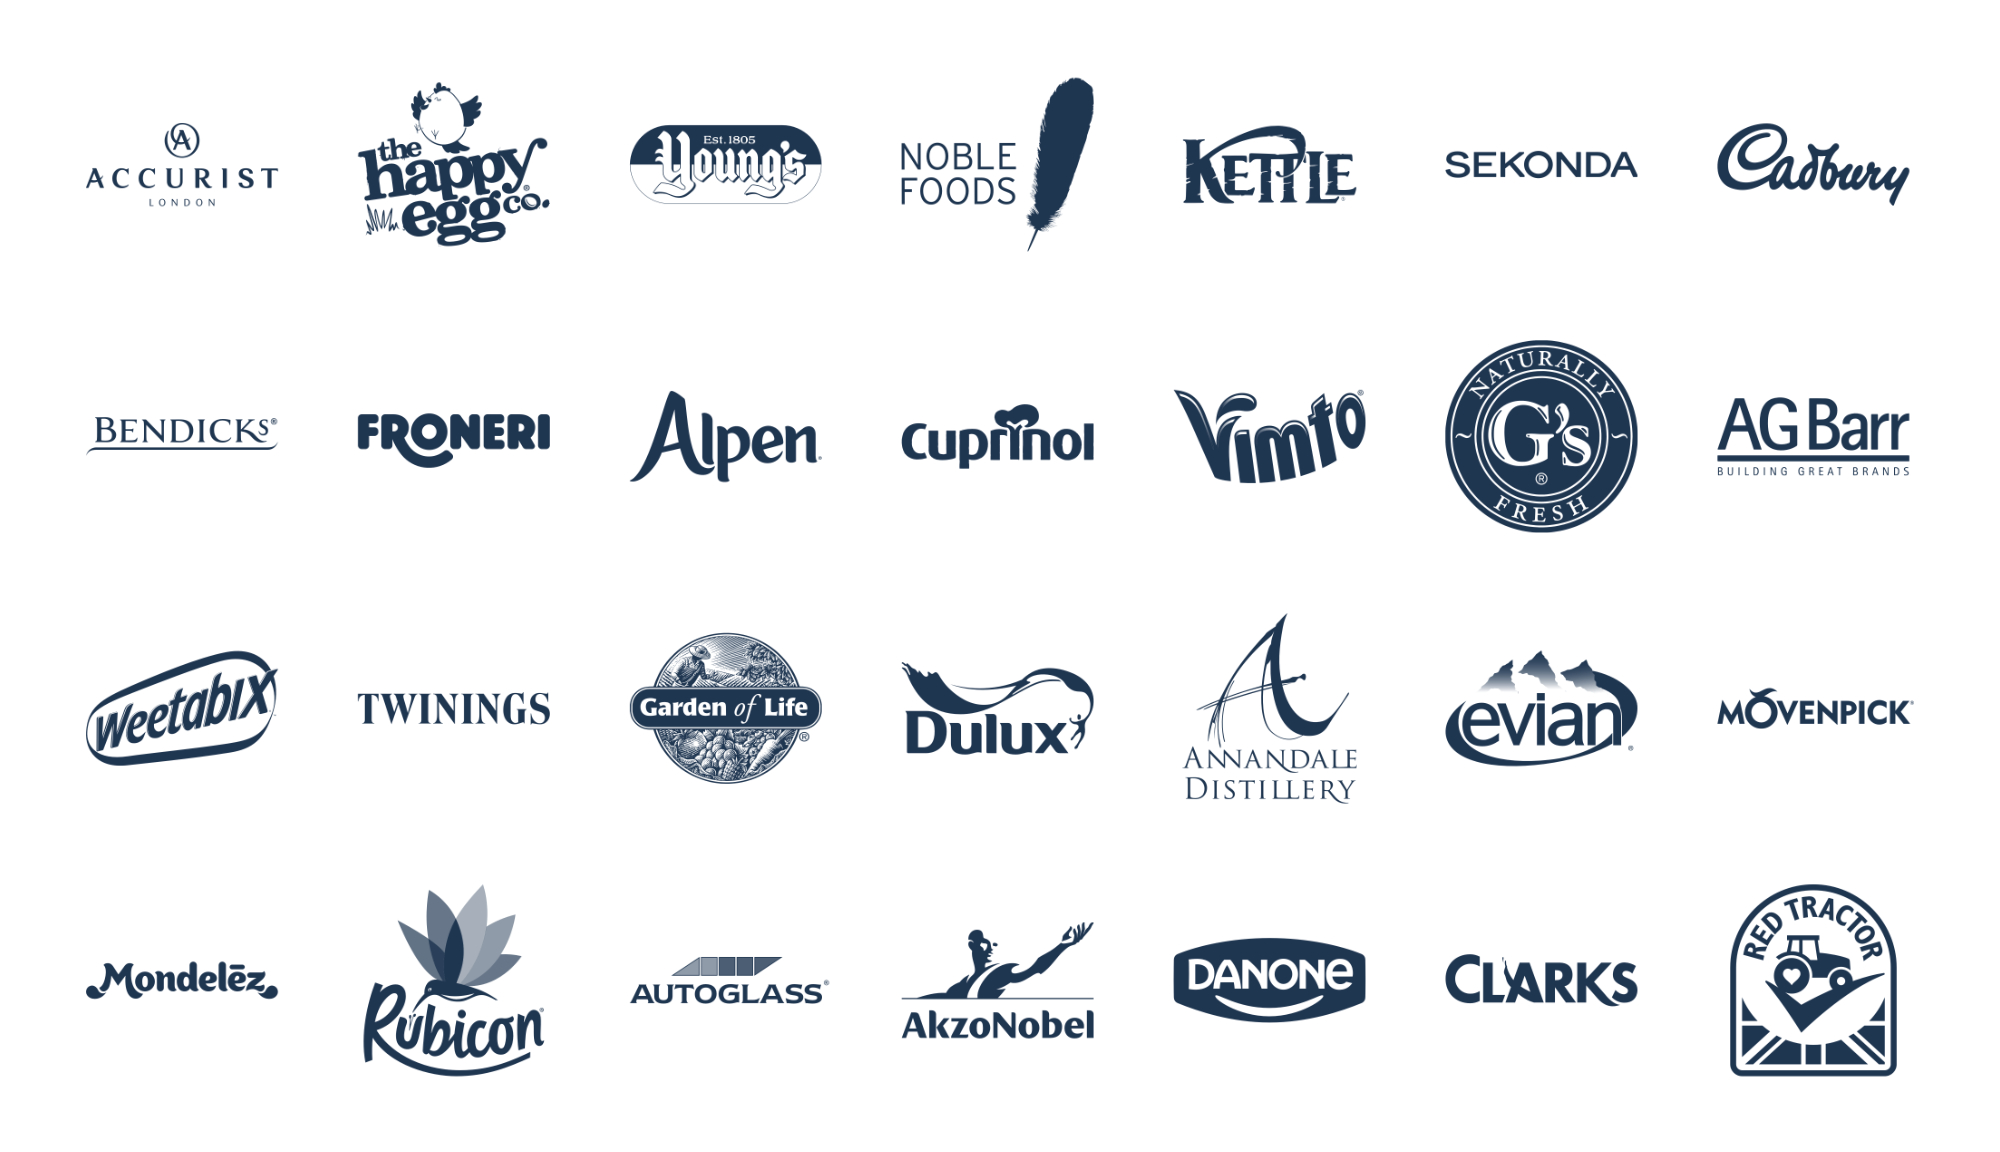 ACCURIST
LONDON
the
happy
egg co.
Est. 1805
Young's
NOBLE
FOODS
KETTLE
SEKONDA
Cadbury
BENDICKS®
FRONERI
Alpen
Cuprinol
Vimto
NATURALLY
G's
®
FRESH
AG Barr
BUILDING GREAT BRANDS
Weetabix
TWININGS
Garden of Life
®
Dulux
ANNANDALE
DISTILLERY
evian
MÖVENPICK
Mondelēz
Rubicon
AUTOGLASS®
AkzoNobel
DANONE
CLARKS
RED TRACTOR